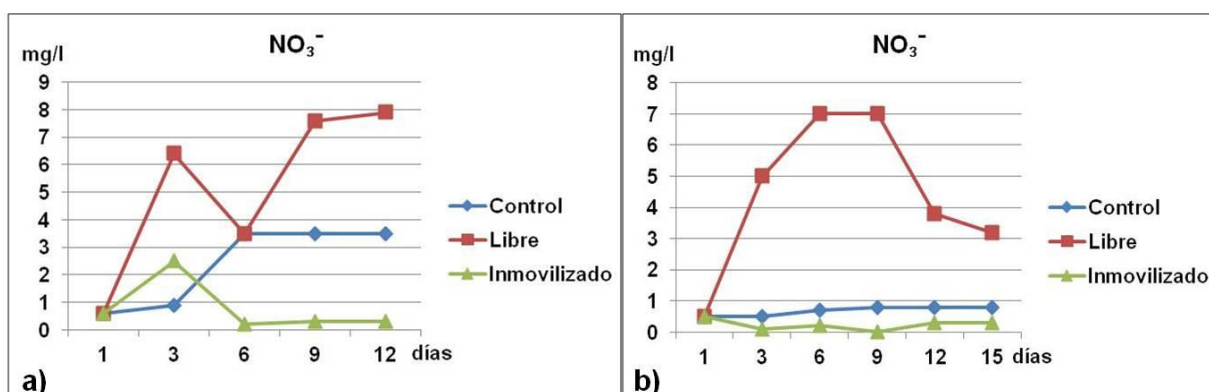 NO₃⁻
mg/l
9
8
7
6
5
4
3
2
1
0
1 3 6 9 12 días
Control
Libre
Inmovilizado
a)
NO₃⁻
mg/l
8
7
6
5
4
3
2
1
0
1 3 6 9 12 15 días
Control
Libre
Inmovilizado
b)